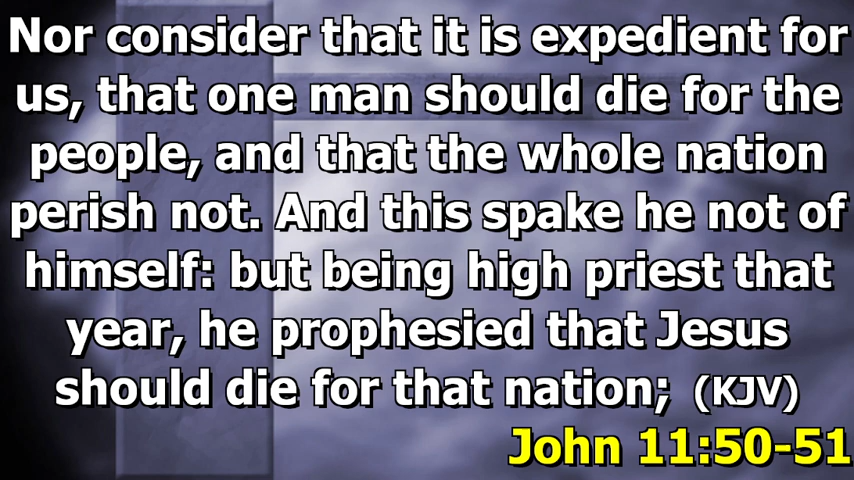 Nor consider that it is expedient for
us, that one man should die for the
people, and that the whole nation
perish not. And this spake he not of
himself: but being high priest that
year, he prophesied that Jesus
should die for that nation; (KJV)
John 11:50-51